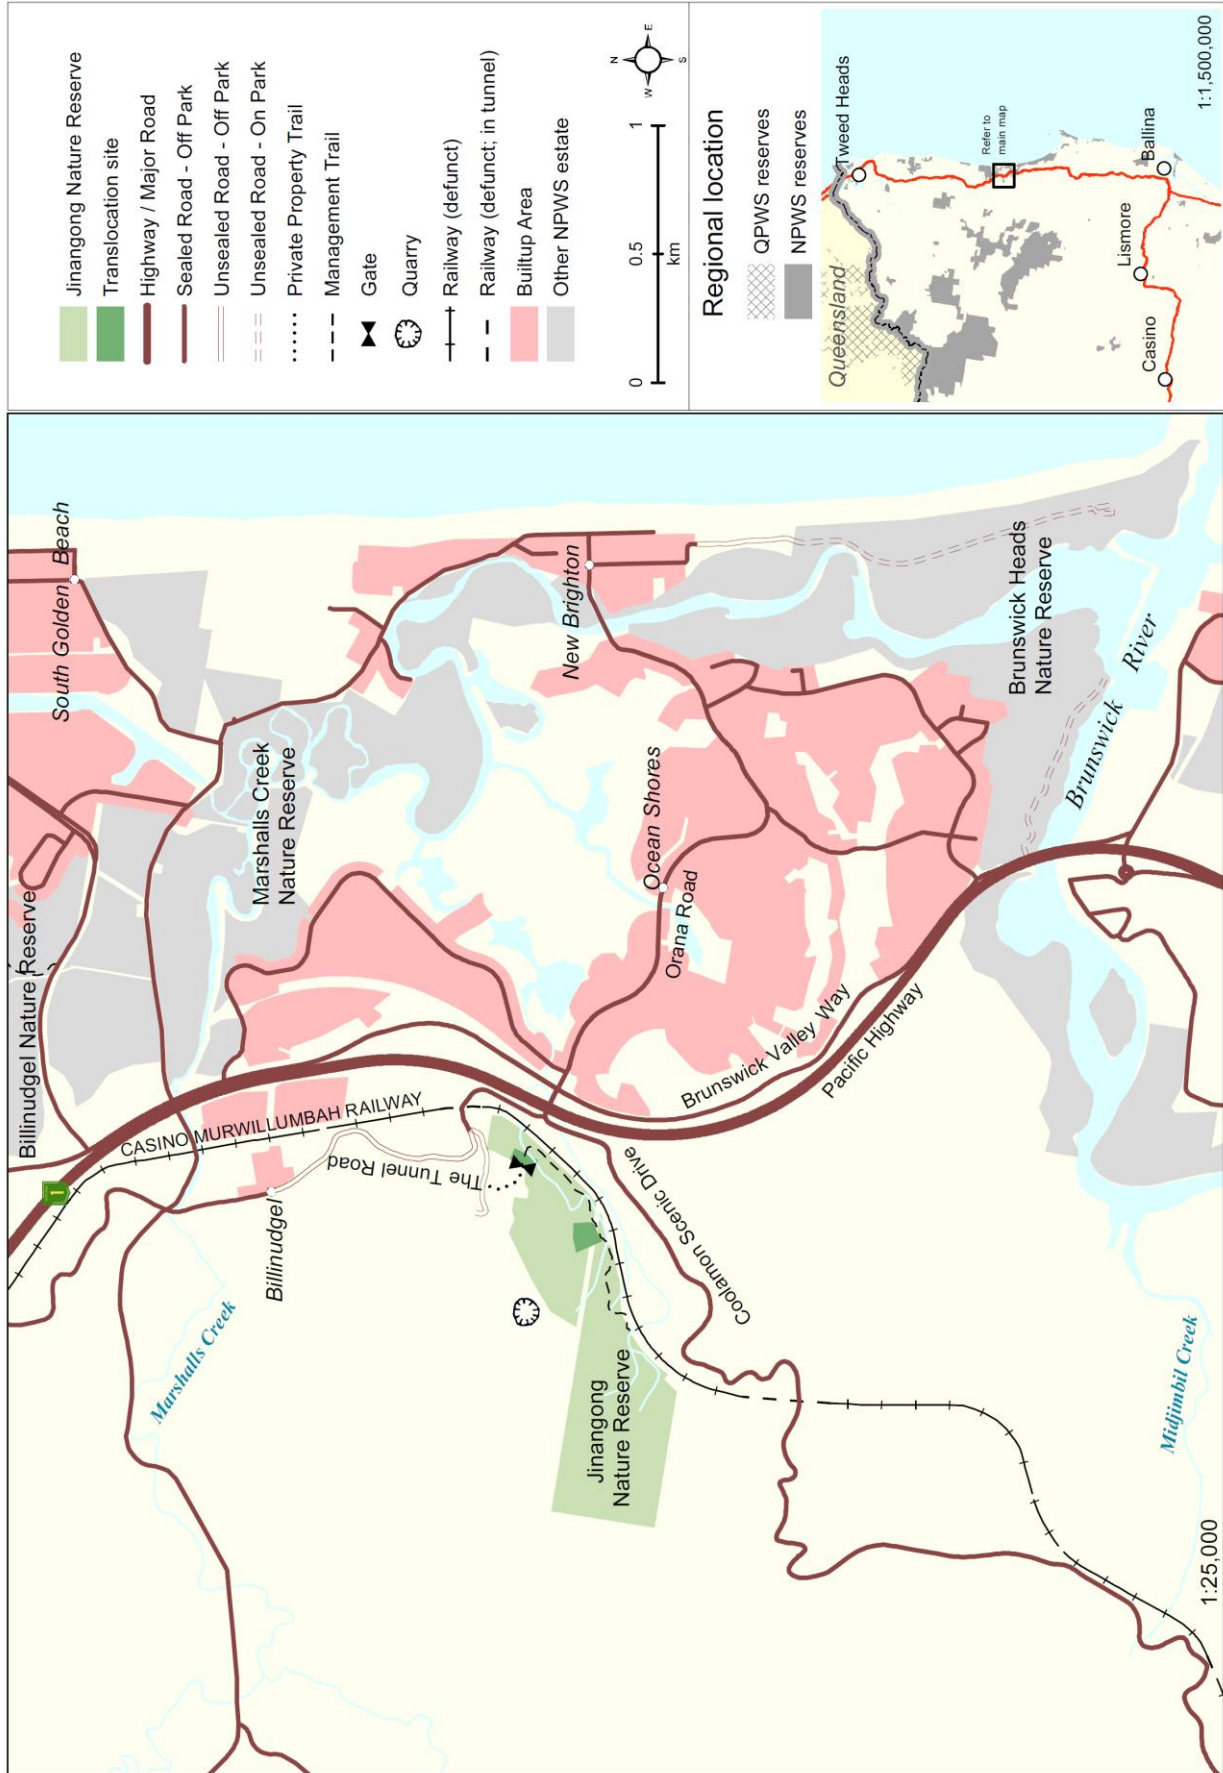 South Golden Beach
Billinudgel Nature Reserve
Marshalls Creek
Nature Reserve
1
CASINO MURWILLUMBAH RAILWAY
Billinudgel
The Tunnel Road
Marshalls Creek
New Brighton
Ocean Shores
Orana Road
Brunswick Valley Way
Pacific Highway
Coolamon Scenic Drive
Jinangong
Nature Reserve
Brunswick Heads
Nature Reserve
Brunswick River
Midjimbil Creek
1:25,000
Jinangong Nature Reserve
Translocation site
Highway / Major Road
Sealed Road - Off Park
Unsealed Road - Off Park
Unsealed Road - On Park
Private Property Trail
Management Trail
Gate
Quarry
Railway (defunct)
Railway (defunct; in tunnel)
Builtup Area
Other NPWS estate
0 0.5 1
km
N
W E
S
Regional location
QPWS reserves
NPWS reserves
Queensland
Tweed Heads
Refer to
main map
Lismore
Ballina
Casino
1:1,500,000